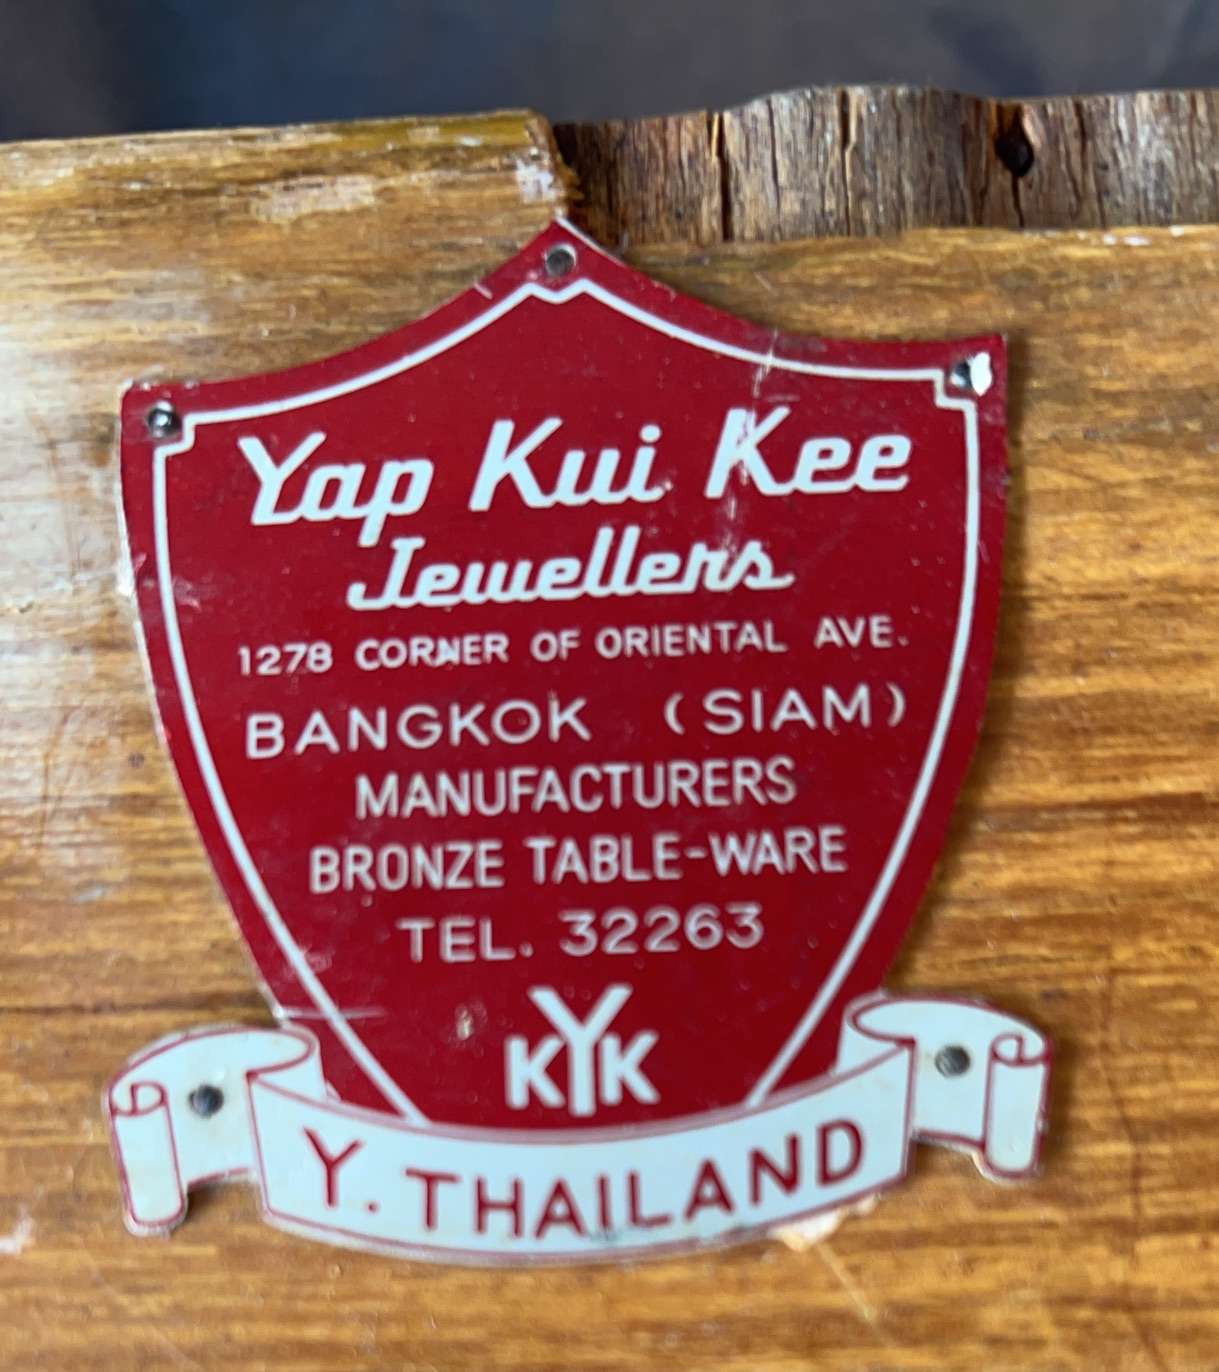 Yap Kui Kee
Jewellers
1278 CORNER OF ORIENTAL AVE.
BANGKOK (SIAM)
MANUFACTURERS
BRONZE TABLE-WARE
TEL. 32263
KYK
Y. THAILAND